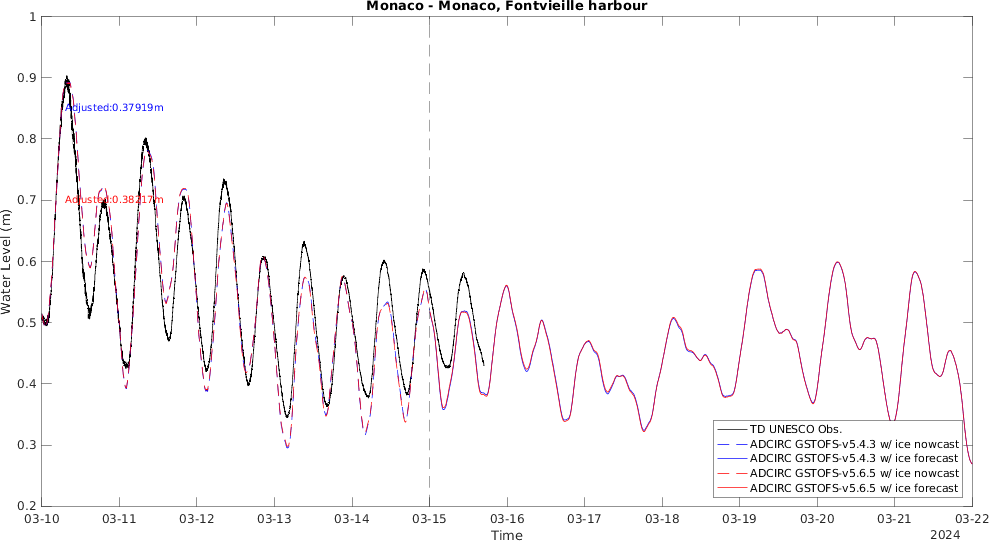 Monaco - Monaco, Fontvieille harbour
1
0.9
Adjusted:0.37919m
0.8
0.7
Adjusted:0.38217m
0.6
Water Level (m)
0.5
0.4
0.3
0.2
TD UNESCO Obs.
ADCIRC GSTOFS-v5.4.3 w/ ice nowcast
ADCIRC GSTOFS-v5.4.3 w/ ice forecast
ADCIRC GSTOFS-v5.6.5 w/ ice nowcast
ADCIRC GSTOFS-v5.6.5 w/ ice forecast
03-10 03-11 03-12 03-13 03-14 03-15 03-16 03-17 03-18 03-19 03-20 03-21 03-22
Time
2024